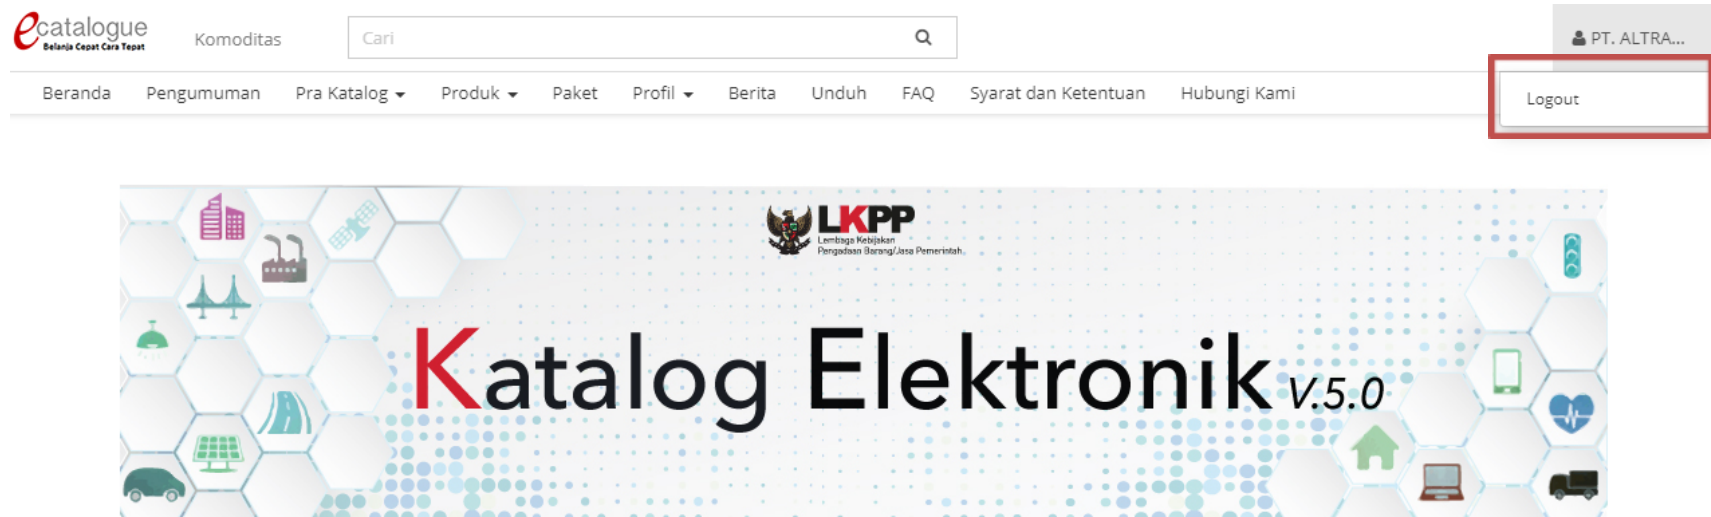 ecatalogue
Belanja Cepat Cara Tepat
Komoditas
Cari
PT. ALTRA...
Beranda Pengumuman Pra Katalog Produk Paket Profil Berita Unduh FAQ Syarat dan Ketentuan Hubungi Kami
Logout
LKPP
Lembaga Kebijakan
Pengadaan Barang/Jasa Pemerintah
Katalog Elektronik V.5.0